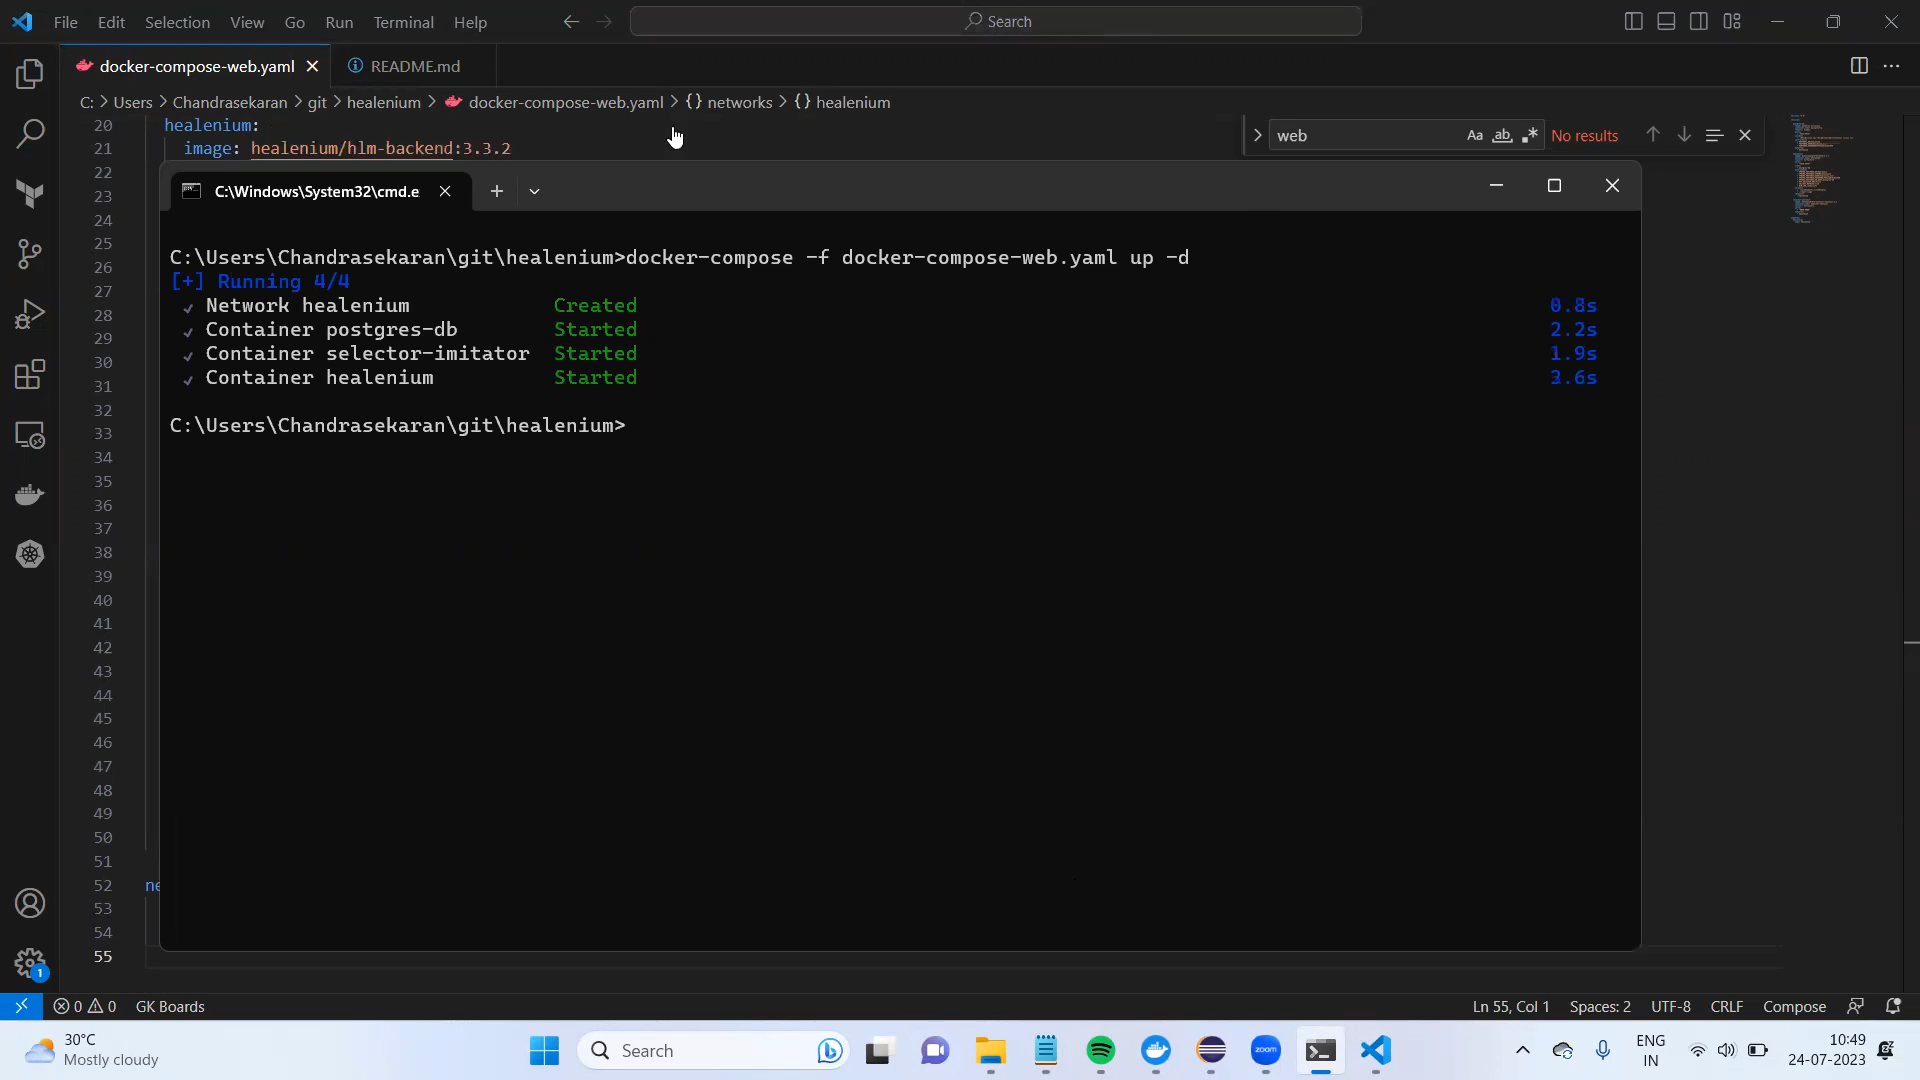 File Edit Selection View Go Run Terminal Help
Search
docker-compose-web.yaml
README.md
C: > Users > Chandrasekaran > git > healenium > docker-compose-web.yaml > {} networks > {} healenium
20 healenium:
21 image: healenium/hlm-backend:3.3.2
web
Aa ab
No results
C:\Windows\System32\cmd.e
C:\Users\Chandrasekaran\git\healenium>docker-compose -f docker-compose-web.yaml up -d
[+] Running 4/4
✓ Network healenium Created 0.8s
✓ Container postgres-db Started 2.2s
✓ Container selector-imitator Started 1.9s
✓ Container healenium Started
C:\Users\Chandrasekaran\git\healenium>
22
23
24
25
26
27
28
29
30
31
32
33
34
35
36
37
38
39
40
41
42
43
44
45
46
47
48
49
50
51
52 ne
53
54
55
1
0 0 GK Boards
Ln 55, Col 1 Spaces: 2 UTF-8 CRLF Compose
30°C
Mostly cloudy
Search
zoom
ENG
IN
10:49
24-07-2023